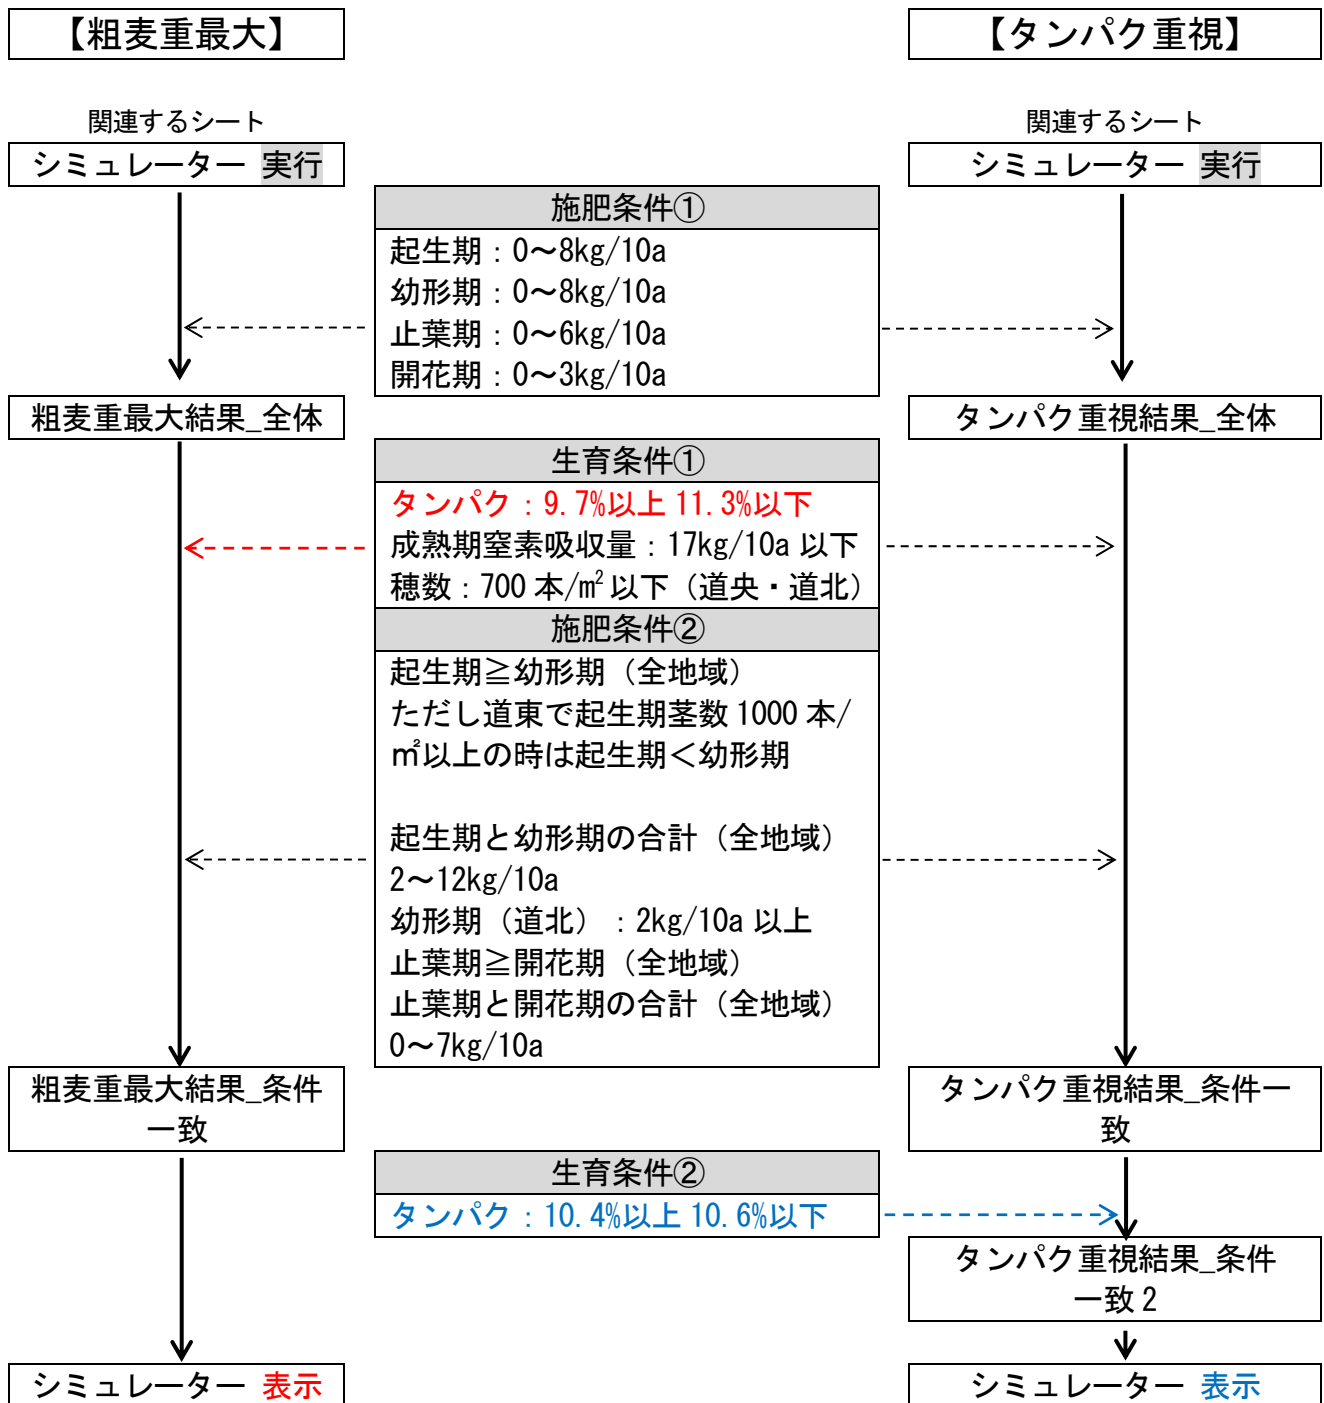 【粗麦重最大】
【タンパク重視】
関連するシート
関連するシート
シミュレーター 実行
シミュレーター 実行
施肥条件①
起生期：0～8kg/10a
幼形期：0～8kg/10a
止葉期：0～6kg/10a
開花期：0～3kg/10a
粗麦重最大結果_全体
タンパク重視結果_全体
生育条件①
タンパク：9.7%以上 11.3%以下
成熟期窒素吸収量：17kg/10a 以下
穂数：700 本/㎡以下（道央・道北）
施肥条件②
起生期≧幼形期（全地域）
ただし道東で起生期茎数 1000 本/
㎡以上の時は起生期＜幼形期
起生期と幼形期の合計（全地域）
2～12kg/10a
幼形期（道北）：2kg/10a 以上
止葉期≧開花期（全地域）
止葉期と開花期の合計（全地域）
0～7kg/10a
粗麦重最大結果_条件
一致
タンパク重視結果_条件一
致
生育条件②
タンパク：10.4%以上 10.6%以下
タンパク重視結果_条件
一致 2
シミュレーター 表示
シミュレーター 表示